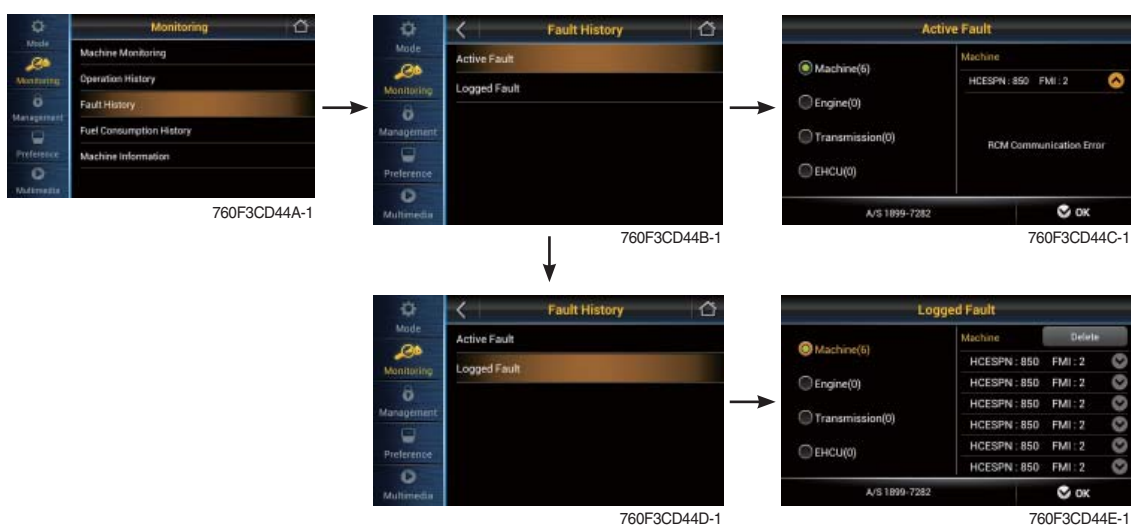 Monitoring
Mode
Monitoring
Management
Preference
Multimedia
Machine Monitoring
Operation History
Fault History
Fuel Consumption History
Machine Information
760F3CD44A-1
Fault History
Mode
Monitoring
Management
Preference
Multimedia
Active Fault
Logged Fault
760F3CD44B-1
Active Fault
Machine(6)
Engine(0)
Transmission(0)
EHCU(0)
Machine
HCESPN : 850 FMI : 2
RCM Communication Error
A/S 1899-7282
OK
760F3CD44C-1
Fault History
Mode
Monitoring
Management
Preference
Multimedia
Active Fault
Logged Fault
760F3CD44D-1
Logged Fault
Machine(6)
Engine(0)
Transmission(0)
EHCU(0)
Machine
Delete
HCESPN : 850 FMI : 2
HCESPN : 850 FMI : 2
HCESPN : 850 FMI : 2
HCESPN : 850 FMI : 2
HCESPN : 850 FMI : 2
HCESPN : 850 FMI : 2
A/S 1899-7282
OK
760F3CD44E-1